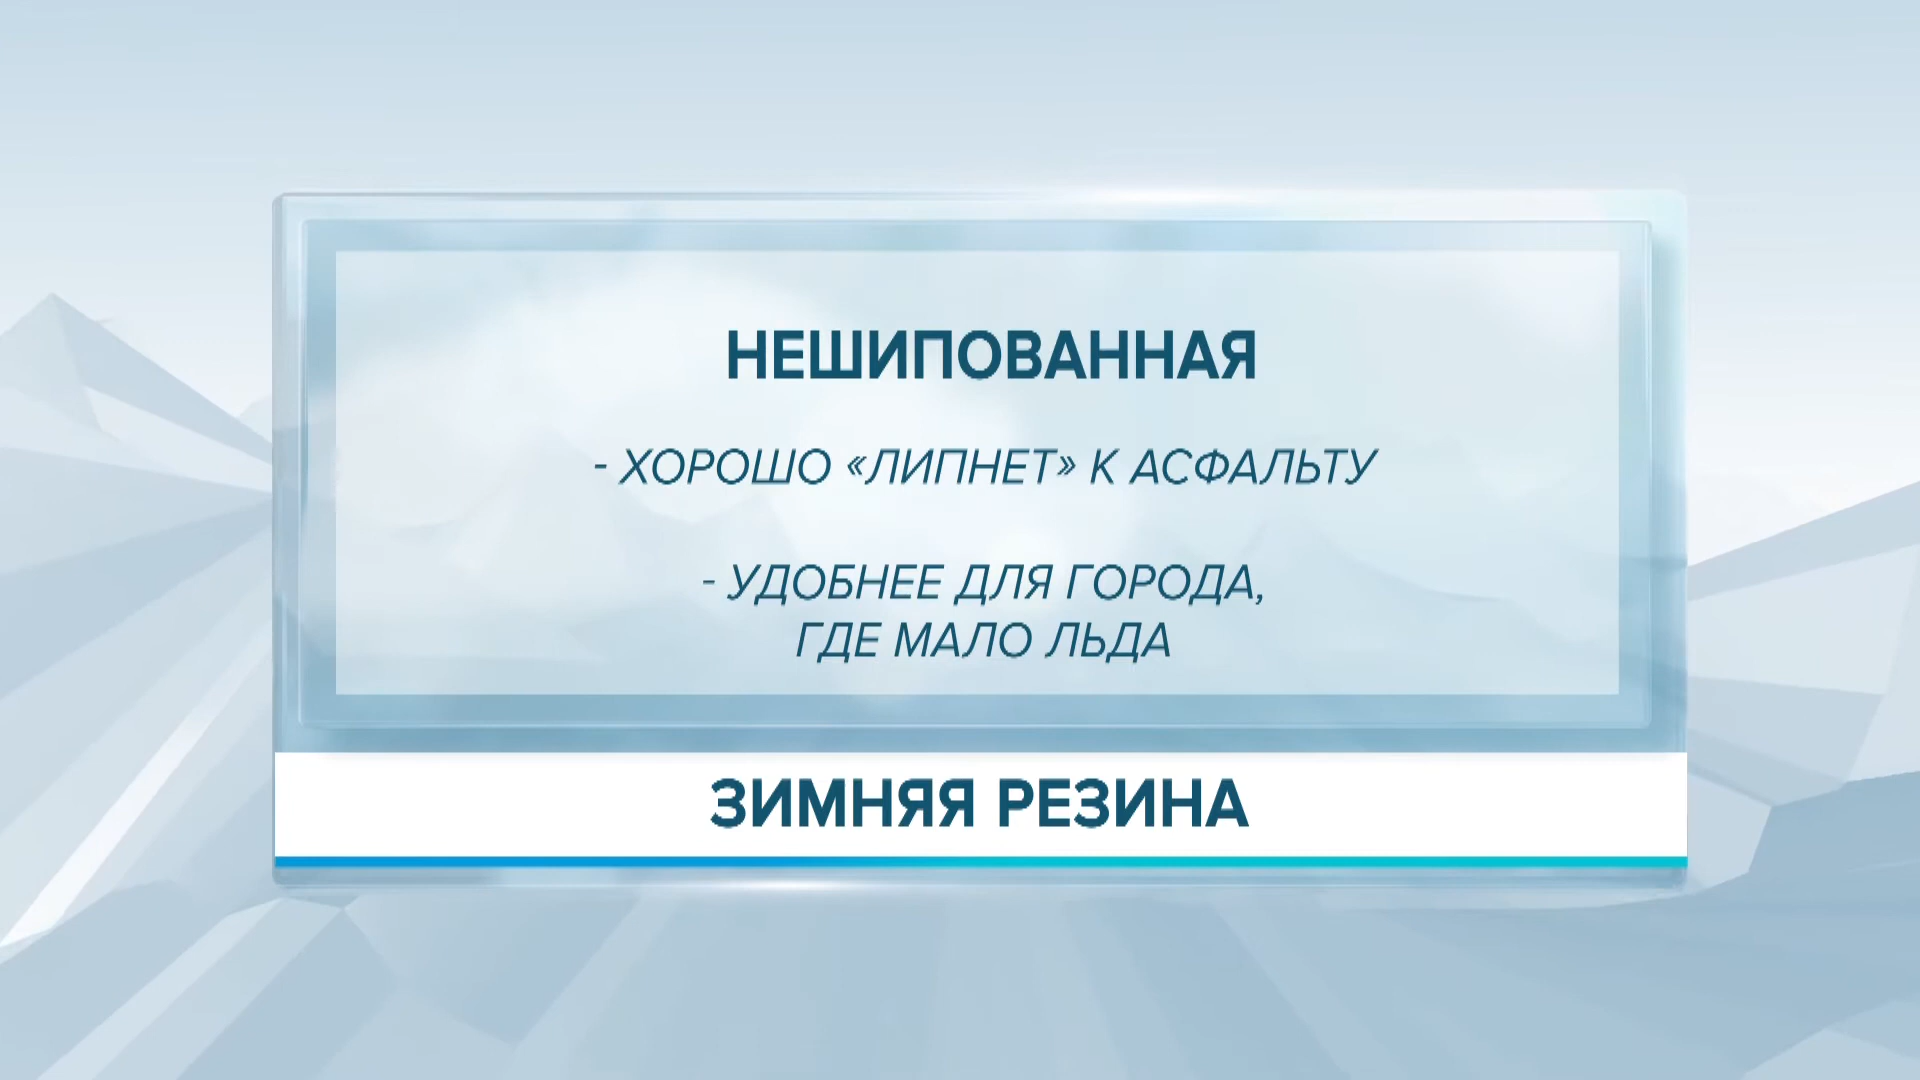 НЕШИПОВАННАЯ
- ХОРОШО «ЛИПНЕТ» К АСФАЛЬТУ
- УДОБНЕЕ ДЛЯ ГОРОДА,
ГДЕ МАЛО ЛЬДА
ЗИМНЯЯ РЕЗИНА